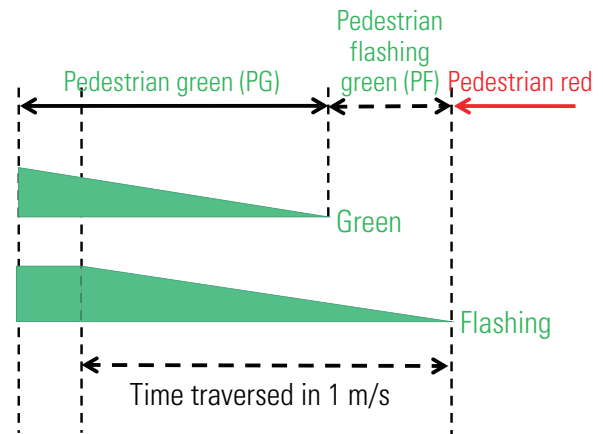 Pedestrian
flashing
green (PF)
Pedestrian green (PG)
Pedestrian red
Green
Flashing
Time traversed in 1 m/s